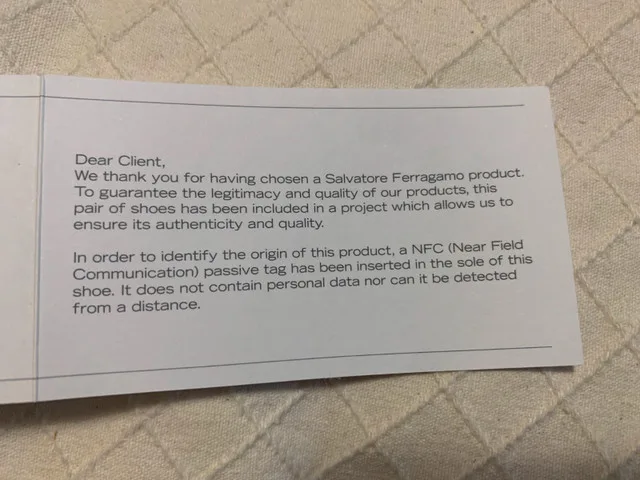 Dear Client,
We thank you for having chosen a Salvatore Ferragamo product.
To guarantee the legitimacy and quality of our products, this
pair of shoes has been included in a project which allows us to
ensure its authenticity and quality.
In order to identify the origin of this product, a NFC (Near Field
Communication) passive tag has been inserted in the sole of this
shoe. It does not contain personal data nor can it be detected
from a distance.